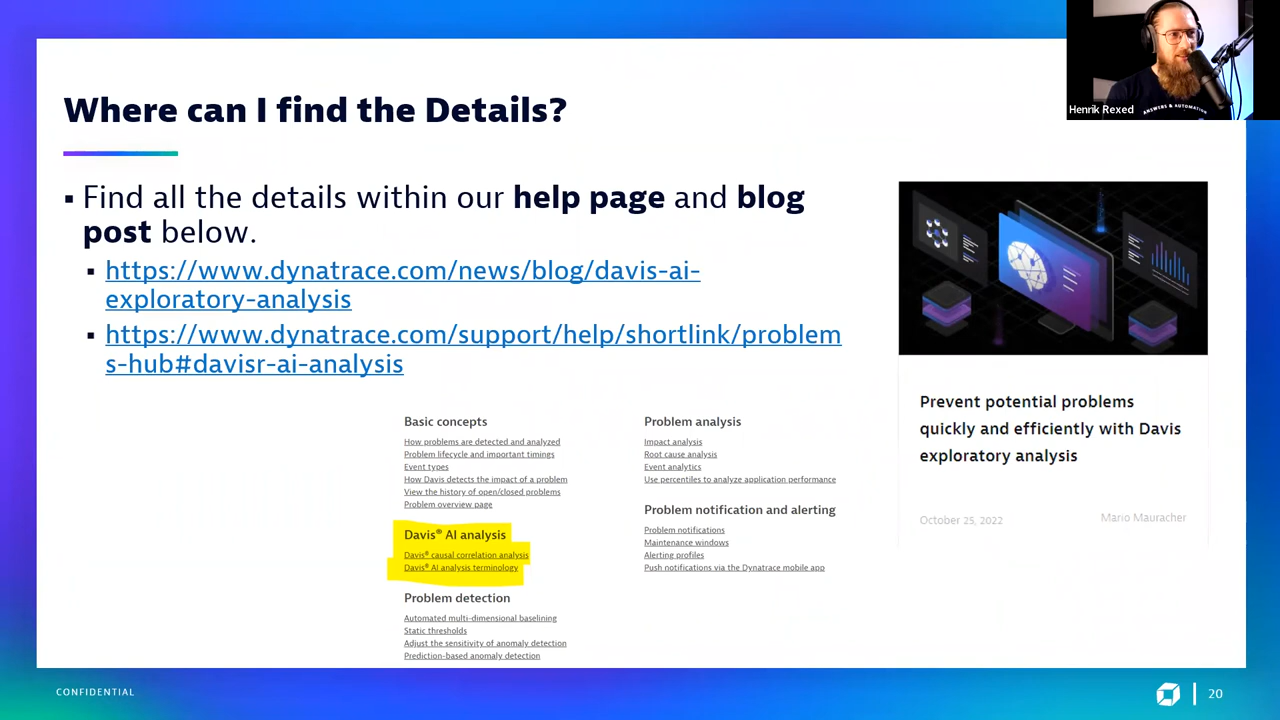 Henrik Rexed
ANSWERS & AUTOMATION
Where can I find the Details?
Find all the details within our help page and blog
post below.
https://www.dynatrace.com/news/blog/davis-ai-
exploratory-analysis
https://www.dynatrace.com/support/help/shortlink/problem
s-hub#davisr-ai-analysis
Basic concepts
How problems are detected and analyzed
Problem lifecycle and important timings
Event types
How Davis detects the impact of a problem
View the history of open/closed problems
Problem overview page
Davis® AI analysis
Davis® causal correlation analysis
Davis® AI analysis terminology
Problem detection
Automated multi-dimensional baselining
Static thresholds
Adjust the sensitivity of anomaly detection
Prediction-based anomaly detection
Problem analysis
Impact analysis
Root cause analysis
Event analytics
Use percentiles to analyze application performance
Problem notification and alerting
Problem notifications
Maintenance windows
Alerting profiles
Push notifications via the Dynatrace mobile app
Prevent potential problems
quickly and efficiently with Davis
exploratory analysis
October 25, 2022
Mario Mauracher
CONFIDENTIAL
20